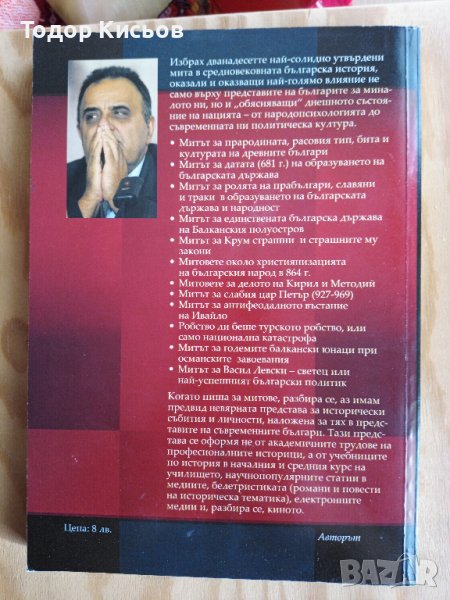 Тодор Кисьов
Избрах дванадесетте най-солидно утвърдени
мита в средновековната българска история,
оказали и оказващи най-голямо влияние не
само върху представите на българите за мина-
лото ни, но и „обясняващи“ днешното състоя-
ние на нацията – от народопсихологията до
съвременната ни политическа култура.
• Митът за прародината, расовия тип, бита и
културата на древните българи
• Митът за датата (681 г.) на образуването на
българската държава
• Митът за ролята на прабългари, славяни
и траки в образуването на българската
държава и народност
• Митът за единствената българска държава
на Балканския полуостров
• Митът за Крум страшни и страшните му
закони
• Митовете около християнизацията
на българския народ в 864 г.
• Митовете за делото на Кирил и Методий
• Митът за слабия цар Петър (927-969)
• Митът за антифеодалното въстание
на Ивайло
• Робство ли беше турското робство, или
само национална катастрофа
• Митът за големите балкански юнаци при
османските завоевания
• Митът за Васил Левски – светец или
най-успешният български политик
Когато пиша за митове, разбира се, аз имам
предвид невярната представа за исторически
събития и личности, наложена за тях в предс-
тавите на съвременните българи. Тази предс-
тава се оформя не от академичните трудове на
професионалните историци, а от учебниците
по история в началния и средния курс на
училището, научнопопулярните статии в
медиите, белетристиката (романи и повести
на историческа тематика), електронните
медии и, разбира се, киното.
Цена: 8 лв.
Авторът
BAZAR